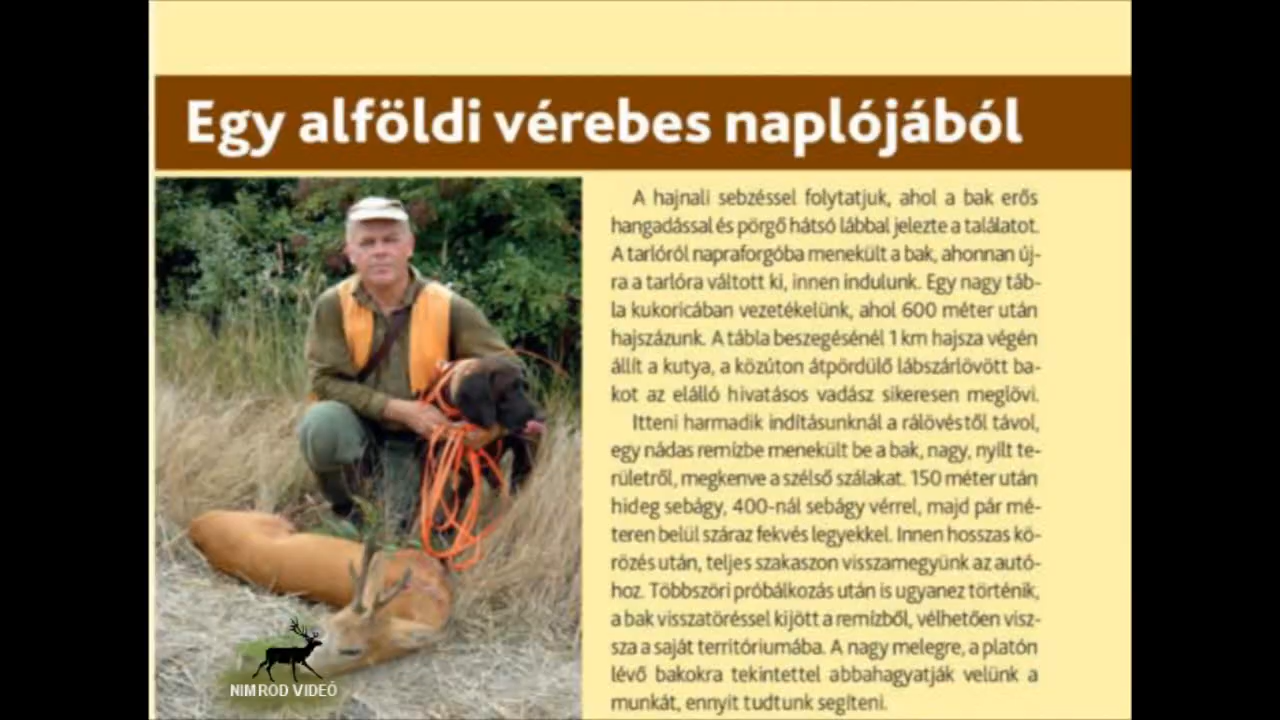 Egy alföldi vérebes naplójából
A hajnali sebzéssel folytatjuk, ahol a bak erős
hangadással és pörgő hátsó lábbal jelezte a találatot.
A tarlóról napraforgóba menekült a bak, ahonnan új-
ra a tarlóra váltott ki, innen indulunk. Egy nagy táb-
la kukoricában vezetékelünk, ahol 600 méter után
hajszázunk. A tábla beszegésénél 1 km hajsza végén
állít a kutya, a közúton átpördülő lábszárlövött ba-
kot az elálló hivatásos vadász sikeresen meglövi.
Itteni harmadik indításunknál a rálövéstől távol,
egy nádas remízbe menekült be a bak, nagy, nyílt te-
rületről, megkenve a szélső szálakat. 150 méter után
hideg sebágy, 400-nál sebágy vérrel, majd pár mé-
teren belül száraz fekvés legyekkel. Innen hosszas kö-
rözés után, teljes szakaszon visszamegyünk az autó-
hoz. Többszöri próbálkozás után is ugyanez történik,
a bak visszatöréssel kijött a remízből, vélhetően visz-
sza a saját territóriumába. A nagy melegre, a platón
lévő bakokra tekintettel abbahagyatják velünk a
munkát, ennyit tudtunk segíteni.
NIMRÓD VIDEÓ